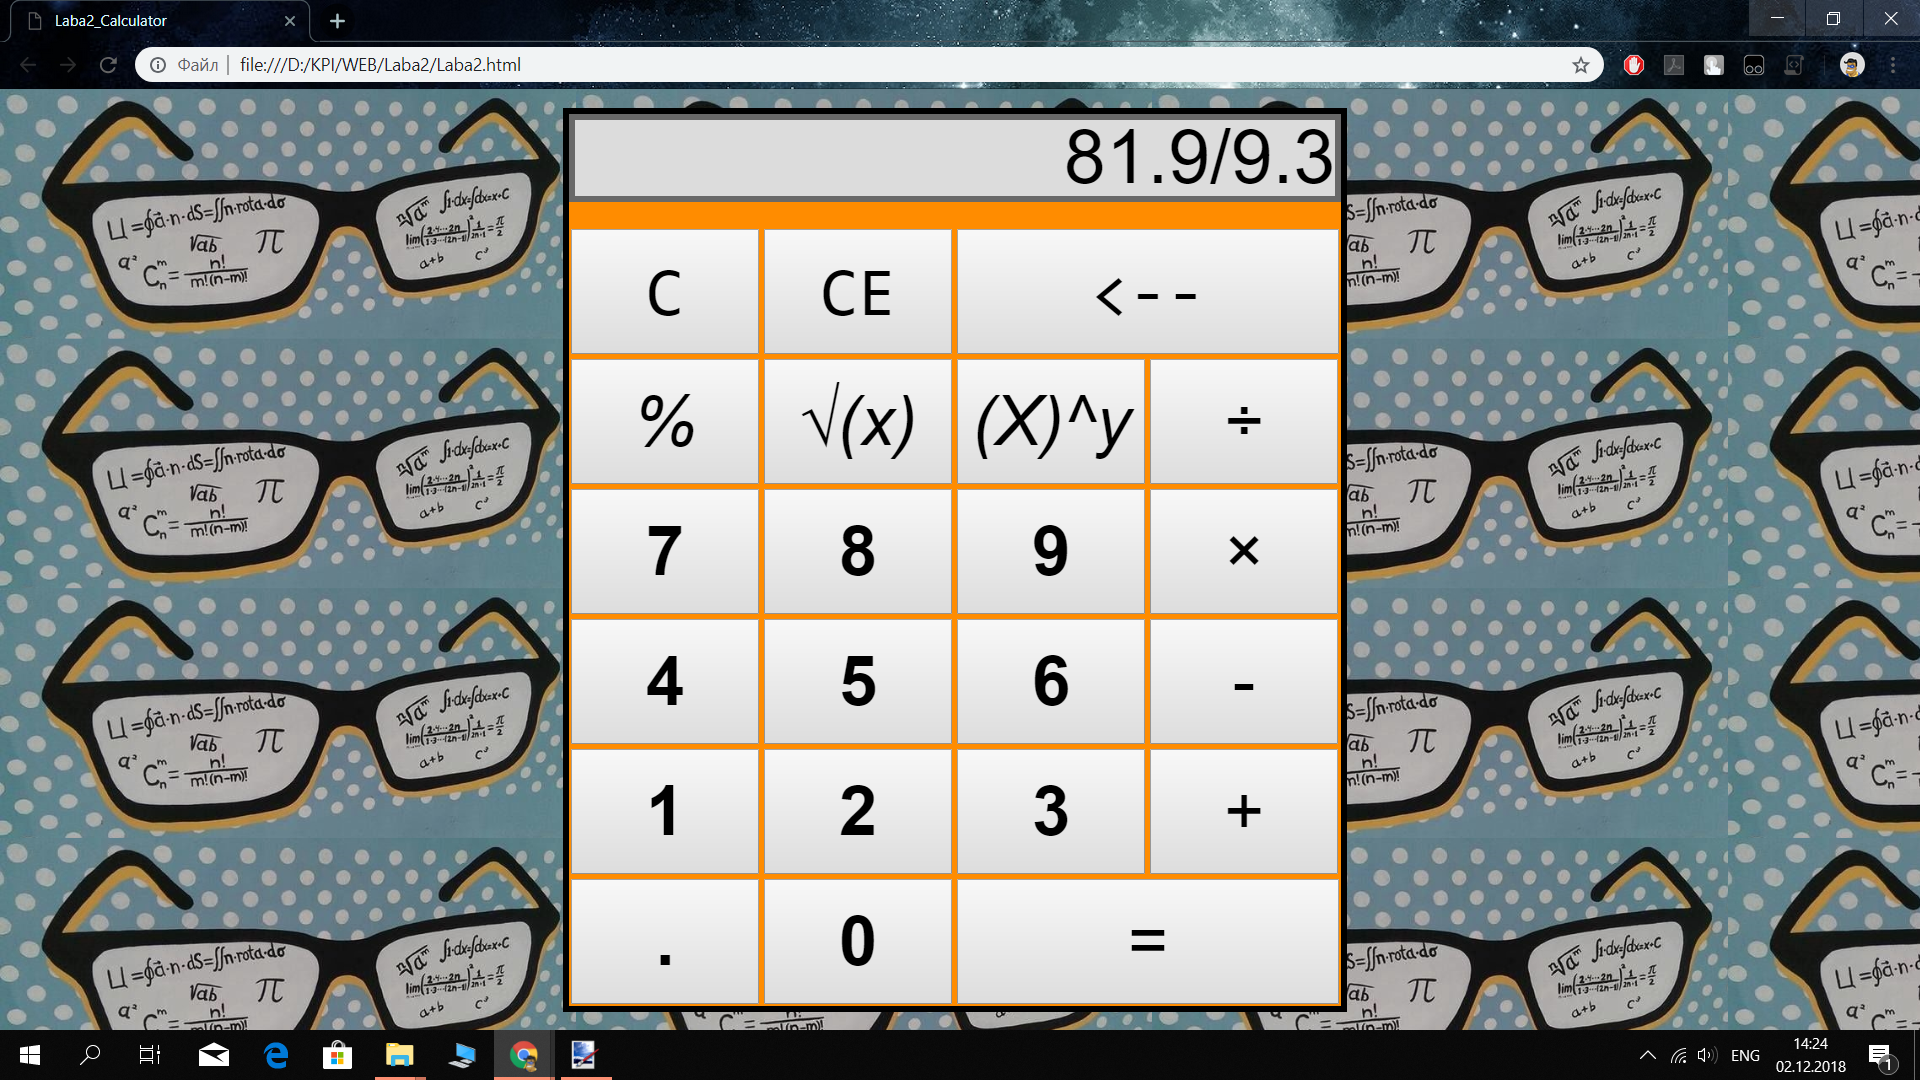 Laba2_Calculator
Файл
file:///D:/KPI/WEB/Laba2/Laba2.html
81.9/9.3
C CE <--
% √(x) (X)^y ÷
7 8 9 ×
4 5 6 -
1 2 3 +
. 0 =
π
n!
m!(n-m)!
a+b
ENG
14:24
02.12.2018
1